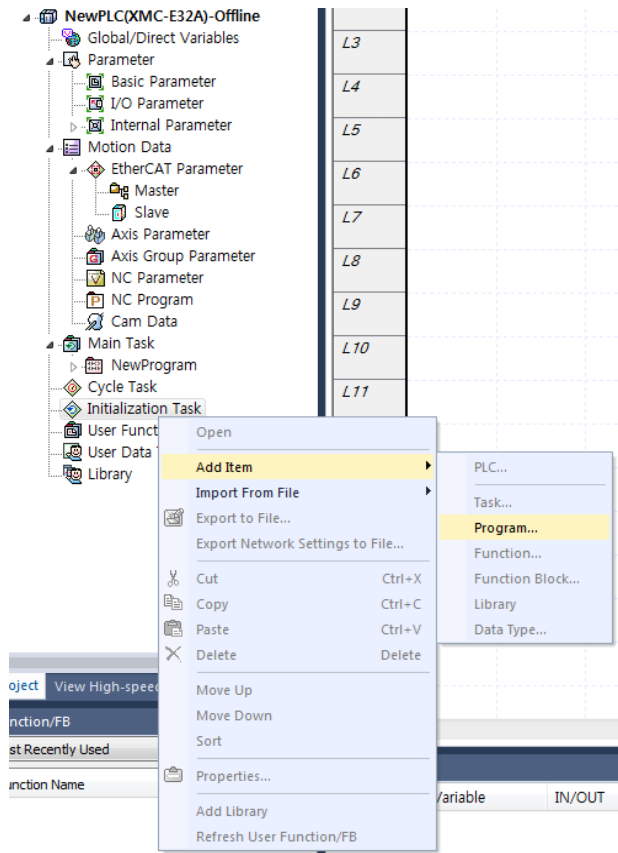 NewPLC(XMC-E32A)-Offline
Global/Direct Variables
Parameter
Basic Parameter
I/O Parameter
Internal Parameter
Motion Data
EtherCAT Parameter
Master
Slave
Axis Parameter
Axis Group Parameter
NC Parameter
NC Program
Cam Data
Main Task
NewProgram
Cycle Task
Initialization Task
User Funct
User Data
Library
L3
L4
L5
L6
L7
L8
L9
L10
L11
Open
Add Item
Import From File
Export to File...
Export Network Settings to File...
Cut Ctrl+X
Copy Ctrl+C
Paste Ctrl+V
Delete Delete
Move Up
Move Down
Sort
Properties...
Add Library
Refresh User Function/FB
PLC...
Task...
Program...
Function...
Function Block...
Library
Data Type...
oject View High-speed
nction/FB
st Recently Used
unction Name
Variable IN/OUT